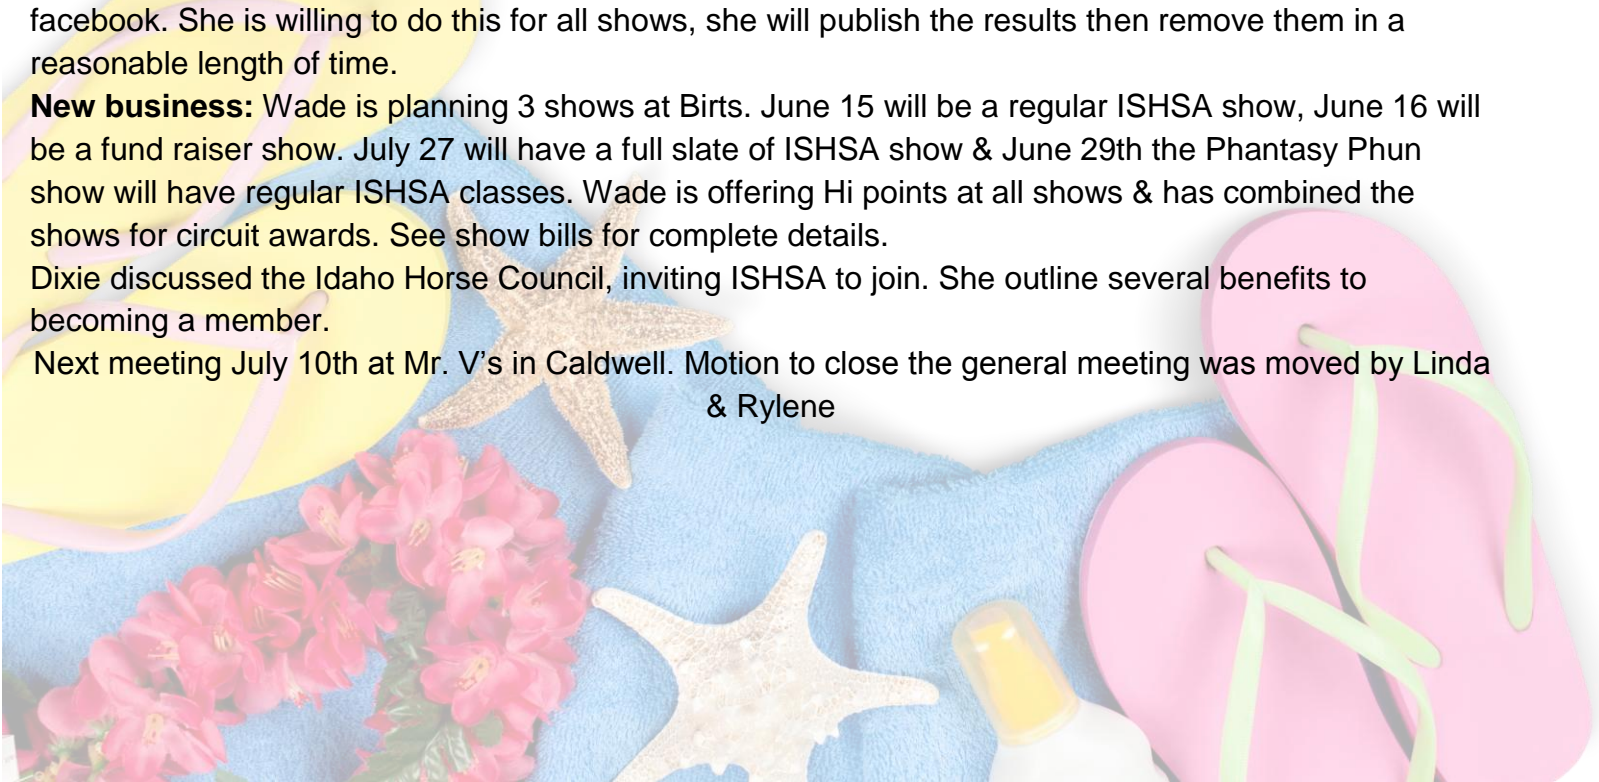 facebook. She is willing to do this for all shows, she will publish the results then remove them in a
reasonable length of time.
New business: Wade is planning 3 shows at Birts. June 15 will be a regular ISHSA show, June 16 will
be a fund raiser show. July 27 will have a full slate of ISHSA show & June 29th the Phantasy Phun
show will have regular ISHSA classes. Wade is offering Hi points at all shows & has combined the
shows for circuit awards. See show bills for complete details.
Dixie discussed the Idaho Horse Council, inviting ISHSA to join. She outline several benefits to
becoming a member.
Next meeting July 10th at Mr. V’s in Caldwell. Motion to close the general meeting was moved by Linda
& Rylene